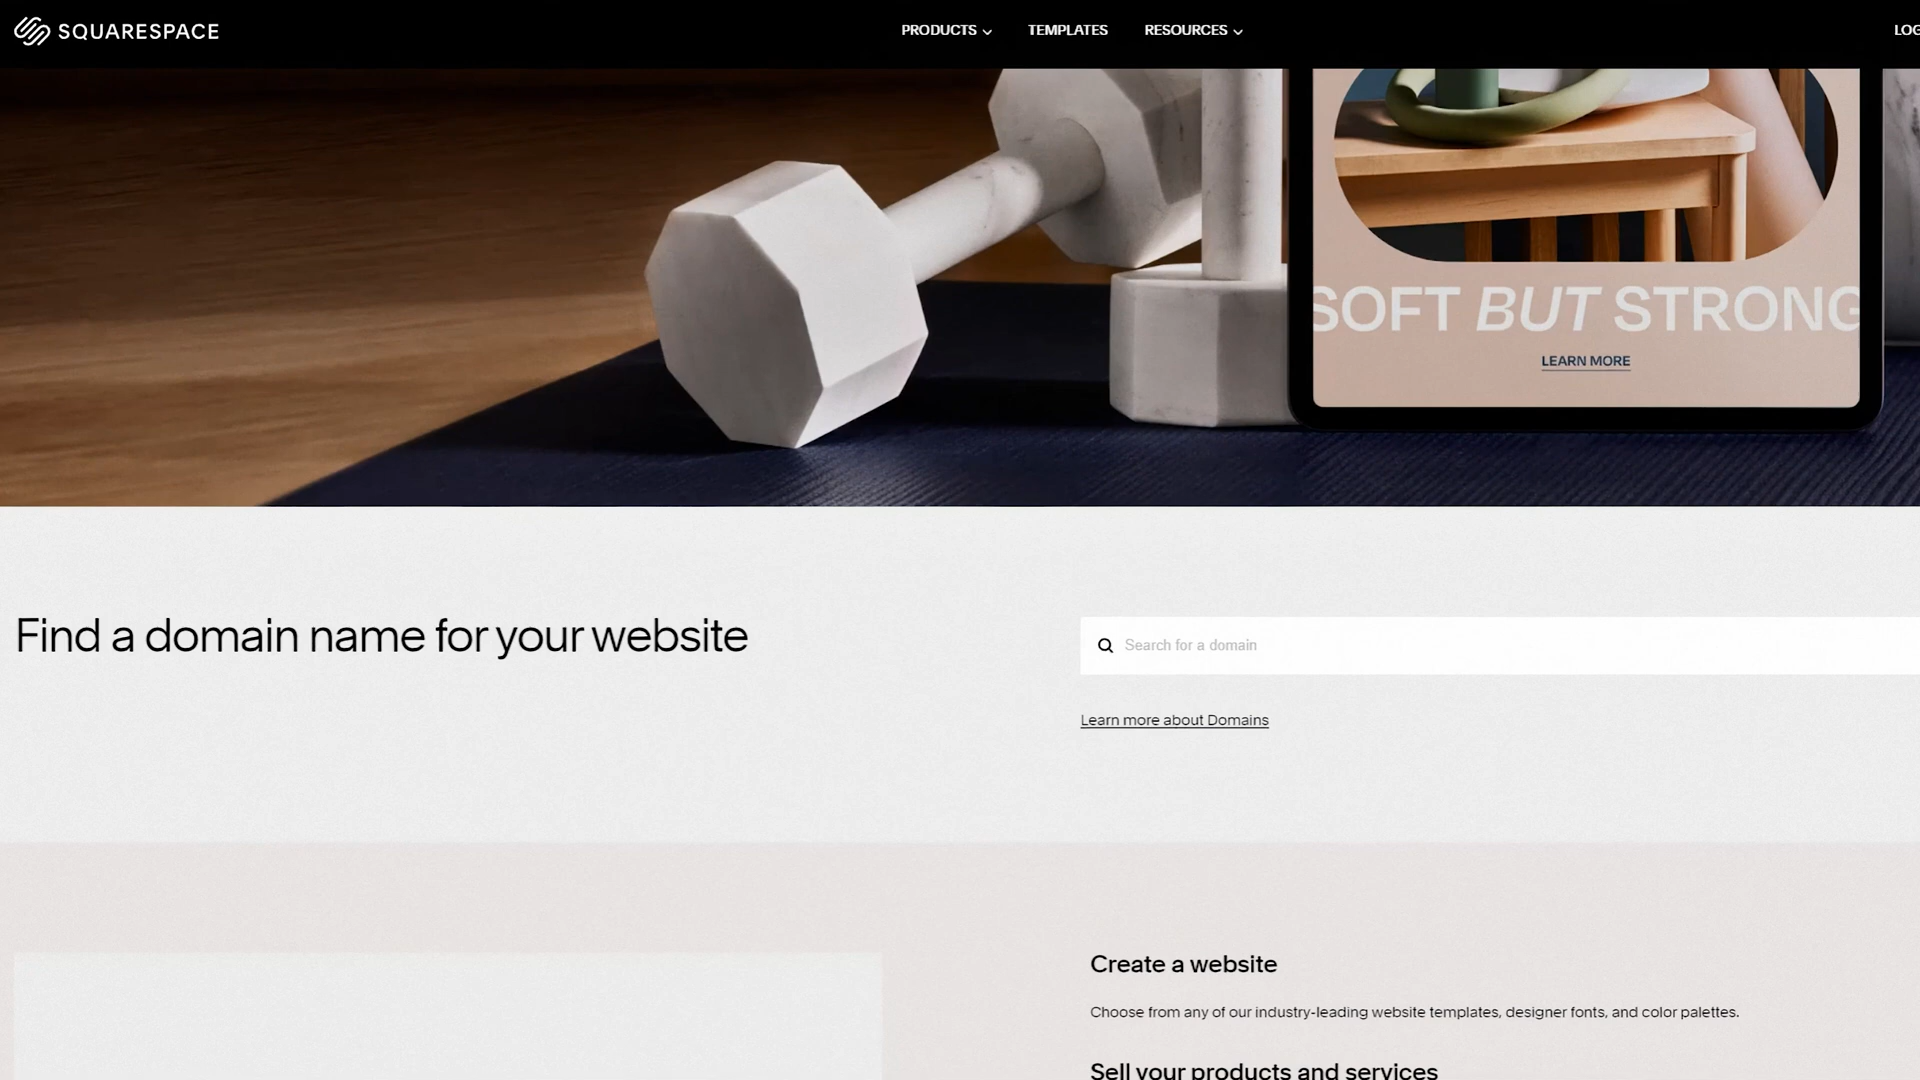 SQUARESPACE
PRODUCTS
TEMPLATES
RESOURCES
SOFT BUT STRONG
LEARN MORE
Find a domain name for your website
Search for a domain
Learn more about Domains
Create a website
Choose from any of our industry-leading website templates, designer fonts, and color palettes.
Sell your products and services